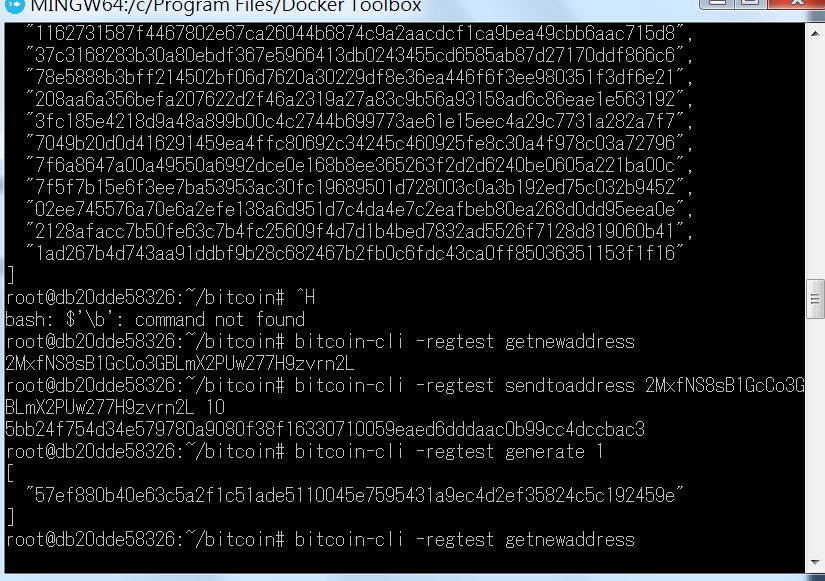 MINGW64:/c/Program Files/Docker Toolbox
"1162731587f4467802e67ca26044b6874c9a2aacdcf1ca9bea49cbb6aac715d8",
"37c3168283b30a80ebdf367e5966413db0243455cd6585ab87d27170ddf866c6",
"78e5888b3bff214502bf06d7620a30229df8e36ea446f6f3ee980351f3df6e21",
"208aa6a356befa207622d2f46a2319a27a83c9b56a93158ad6c86eae1e563192",
"3fc185e4218d9a48a899b00c4c2744b699773ae61e15eec4a29c7731a282a7f7",
"7049b20d0d416291459ea4ffc80692c34245c460925fe8c30a4f978c03a72796",
"7f6a8647a00a49550a6992dce0e168b8ee365263f2d2d6240be0605a221ba00c",
"7f5f7b15e6f3ee7ba53953ac30fc19689501d728003c0a3b192ed75c032b9452",
"02ee745576a70e6a2efe138a6d951d7c4da4e7c2eafbeb80ea268d0dd95eea0e",
"2128afacc7b50fe63c7b4fc25609f4d7d1b4bed7832ad5526f7128d819060b41",
"1ad267b4d743aa91ddbf9b28c682467b2fb0c6fdc43ca0ff85036351153f1f16"
]
root@db20dde58326:~/bitcoin# ^H
bash: $'\b': command not found
root@db20dde58326:~/bitcoin# bitcoin-cli -regtest getnewaddress
2MxfNS8sB1GcCo3GBLmX2PUw277H9zvrn2L
root@db20dde58326:~/bitcoin# bitcoin-cli -regtest sendtoaddress 2MxfNS8sB1GcCo3G
BLmX2PUw277H9zvrn2L 10
5bb24f754d34e579780a9080f38f16330710059eaed6dddaac0b99cc4dccbac3
root@db20dde58326:~/bitcoin# bitcoin-cli -regtest generate 1
[
"57ef880b40e63c5a2f1c51ade5110045e7595431a9ec4d2ef35824c5c192459e"
]
root@db20dde58326:~/bitcoin# bitcoin-cli -regtest getnewaddress